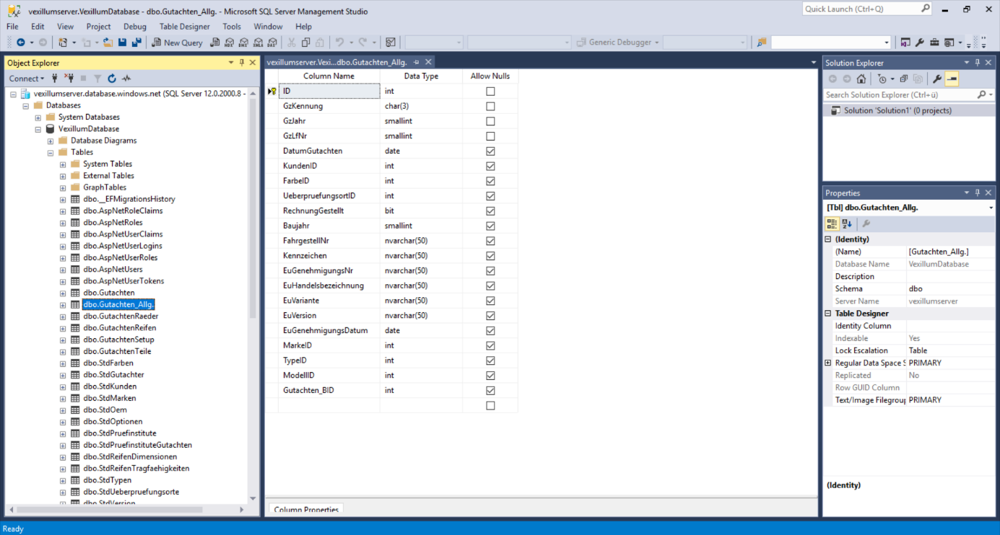 vexillumserver.VexillumDatabase - dbo.Gutachten_Allg. - Microsoft SQL Server Management Studio
Quick Launch (Ctrl+Q)
File Edit View Project Debug Table Designer Tools Window Help
New Query
MDX DMX XMLA DAX
Generic Debugger
Object Explorer
Connect
vexillumserver.database.windows.net (SQL Server 12.0.2000.8 -
Databases
System Databases
VexillumDatabase
Database Diagrams
Tables
System Tables
External Tables
GraphTables
dbo.__EFMigrationsHistory
dbo.AspNetRoleClaims
dbo.AspNetRoles
dbo.AspNetUserClaims
dbo.AspNetUserLogins
dbo.AspNetUserRoles
dbo.AspNetUsers
dbo.AspNetUserTokens
dbo.Gutachten
dbo.Gutachten_Allg.
dbo.GutachtenRaeder
dbo.GutachtenReifen
dbo.GutachtenSetup
dbo.GutachtenTeile
dbo.StdFarben
dbo.StdGutachter
dbo.StdKunden
dbo.StdMarken
dbo.StdOem
dbo.StdOptionen
dbo.StdPruefinstitute
dbo.StdPruefinstituteGutachten
dbo.StdReifenDimensionen
dbo.StdReifenTragfaehigkeiten
dbo.StdTypen
dbo.StdUeberpruefungsorte
dbo.StdVersion
vexillumserver.Vexi...dbo.Gutachten_Allg.
Column Name Data Type Allow Nulls
ID int
GzKennung char(3)
GzJahr smallint
GzLfNr smallint
DatumGutachten date
KundenID int
FarbeID int
UeberpruefungsortID int
RechnungGestellt bit
Baujahr smallint
FahrgestellNr nvarchar(50)
Kennzeichen nvarchar(50)
EuGenehmigungsNr nvarchar(50)
EuHandelsbezeichnung nvarchar(50)
EuVariante nvarchar(50)
EuVersion nvarchar(50)
EuGenehmigungsDatum date
MarkeID int
TypeID int
ModellID int
Gutachten_BID int
Column Properties
Solution Explorer
Search Solution Explorer (Ctrl+ü)
Solution 'Solution1' (0 projects)
Properties
[Tbl] dbo.Gutachten_Allg.
(Identity)
(Name) [Gutachten_Allg.]
Database Name VexillumDatabase
Description
Schema dbo
Server Name vexillumserver
Table Designer
Identity Column
Indexable Yes
Lock Escalation Table
Regular Data Space S PRIMARY
Replicated No
Row GUID Column
Text/Image Filegroup PRIMARY
(Identity)
Ready